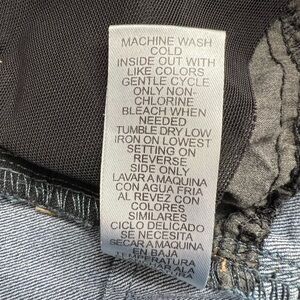 MACHINE WASH
COLD
INSIDE OUT WITH
LIKE COLORS
GENTLE CYCLE
ONLY NON-
CHLORINE
BLEACH WHEN
NEEDED
TUMBLE DRY LOW
IRON ON LOWEST
SETTING ON
REVERSE
SIDE ONLY
LAVAR A MAQUINA
CON AGUA FRIA
AL REVEZ CON
COLORES
SIMILARES
CICLO DELICADO
SI NECESITA
SECAR A MAQUINA
EN BAJA